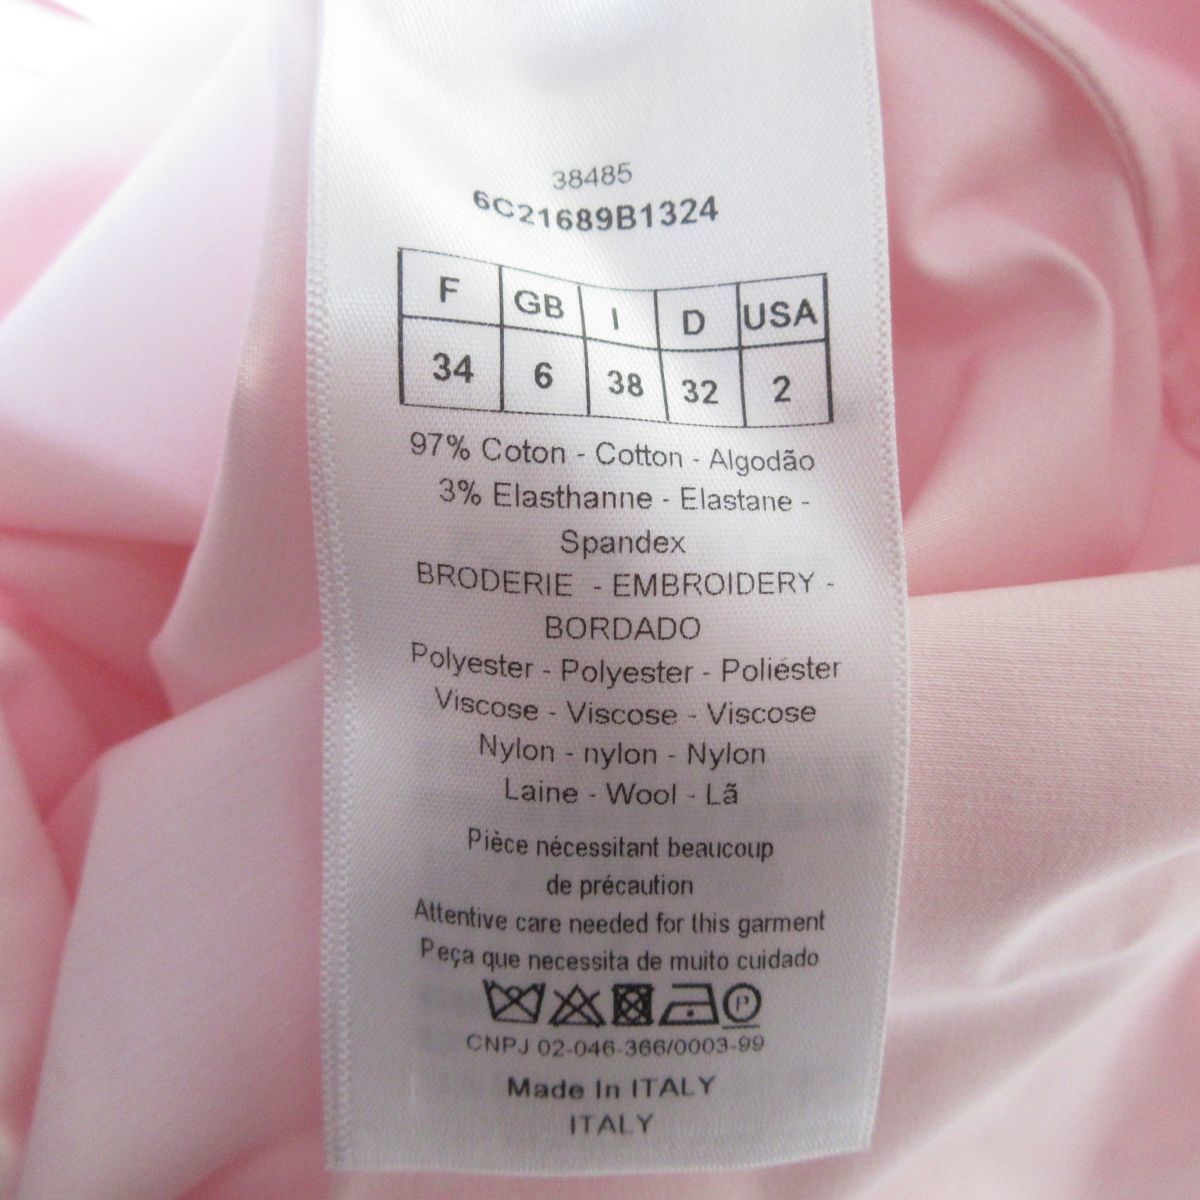 38485
6C21689B1324
F GB I D USA
34 6 38 32 2
97% Coton - Cotton - Algodão
3% Elasthanne - Elastane -
Spandex
BRODERIE - EMBROIDERY -
BORDADO
Polyester - Polyester - Poliéster
Viscose - Viscose - Viscose
Nylon - nylon - Nylon
Laine - Wool - Lã
Pièce nécessitant beaucoup
de précaution
Attentive care needed for this garment
Peça que necessita de muito cuidado
P
CNPJ 02-046-366/0003-99
Made In ITALY
ITALY